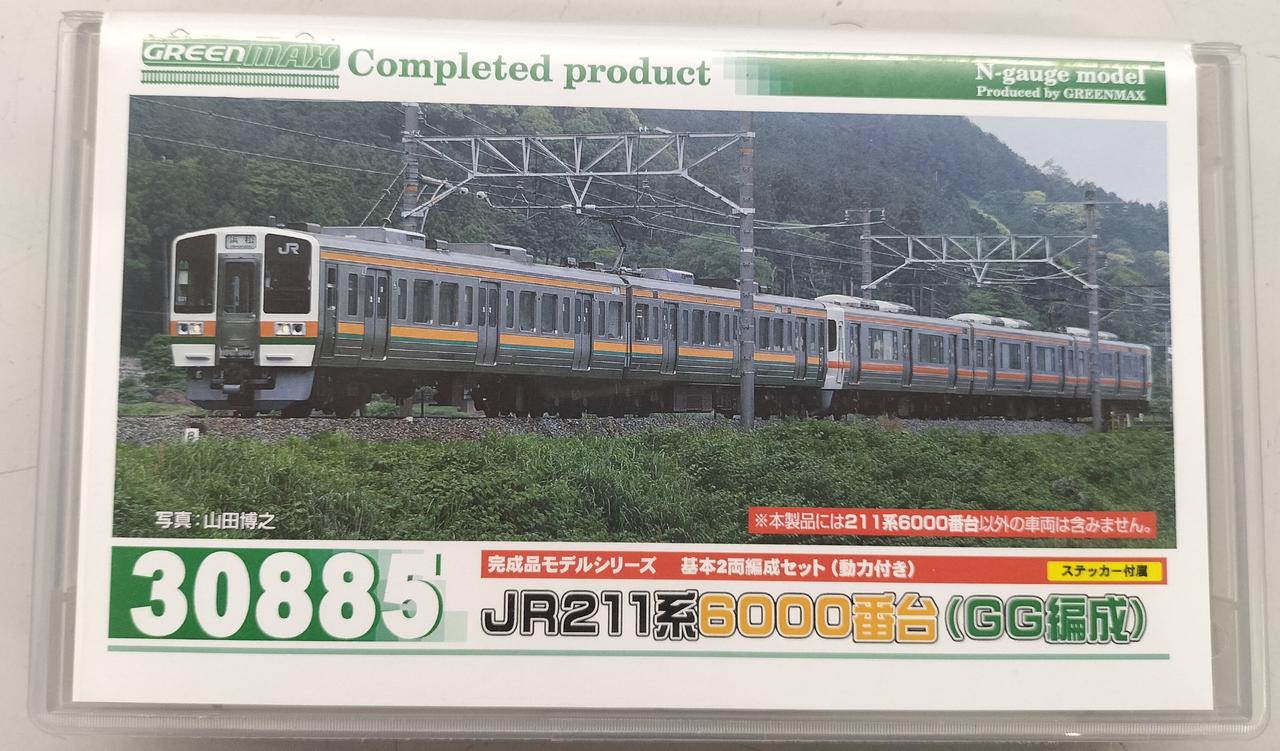 GREENMAX
Completed product
N-gauge model
Produced by GREENMAX
浜松
JR
8
写真：山田博之
※本製品には211系6000番台以外の車両は含みません。
30885
完成品モデルシリーズ 基本2両編成セット（動力付き）
ステッカー付属
JR211系6000番台（GG編成）